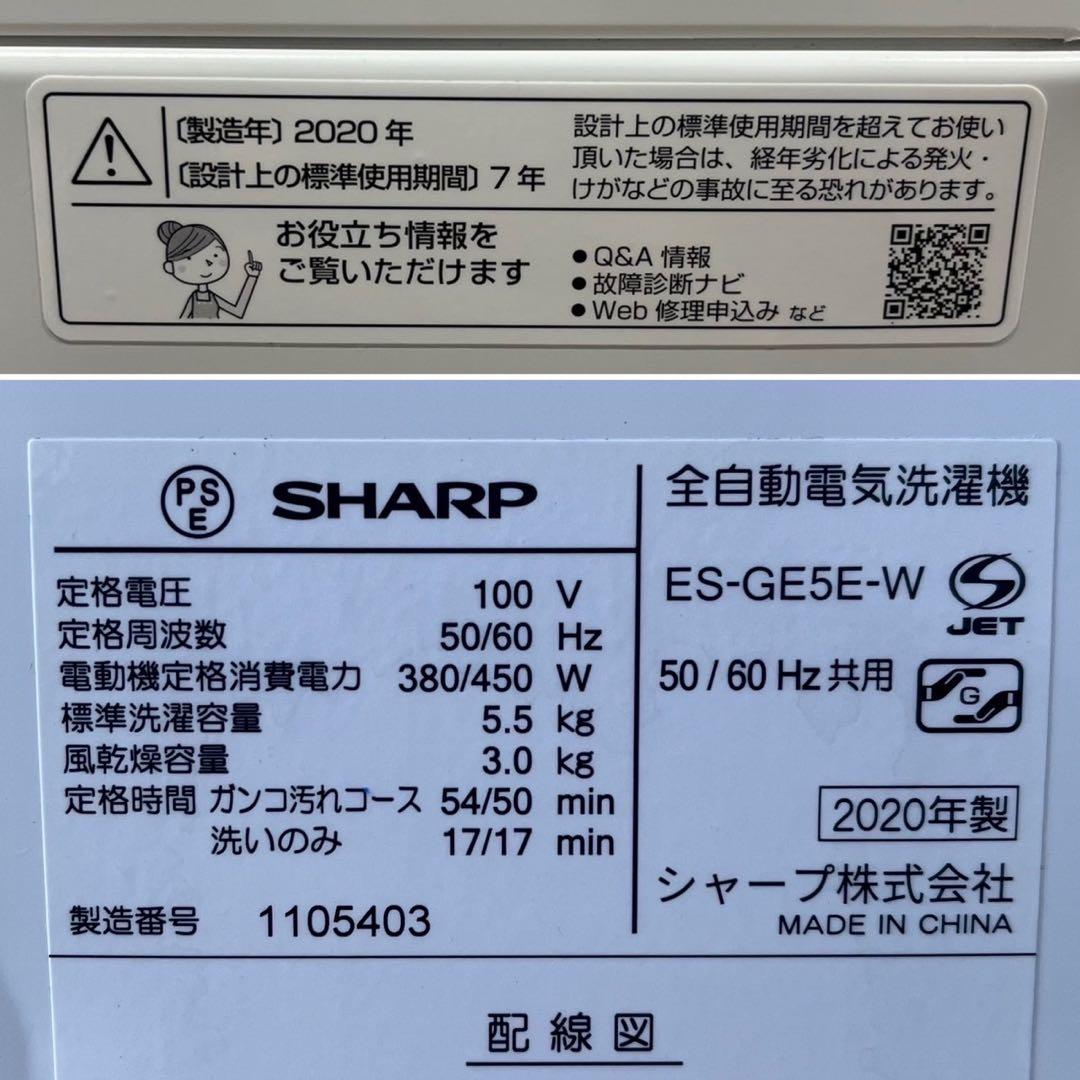 〔製造年〕2020年
〔設計上の標準使用期間〕7年
設計上の標準使用期間を超えてお使い
頂いた場合は、経年劣化による発火・
けがなどの事故に至る恐れがあります。
お役立ち情報を
ご覧いただけます
●Q&A 情報
●故障診断ナビ
●Web 修理申込み など
PSE SHARP
定格電圧 100 V
定格周波数 50/60 Hz
電動機定格消費電力 380/450 W
標準洗濯容量 5.5 kg
風乾燥容量 3.0 kg
定格時間 ガンコ汚れコース 54/50 min
洗いのみ 17/17 min
製造番号 1105403
全自動電気洗濯機
ES-GE5E-W
S JET
50/60 Hz共用
G
2020年製
シャープ株式会社
MADE IN CHINA
配線図